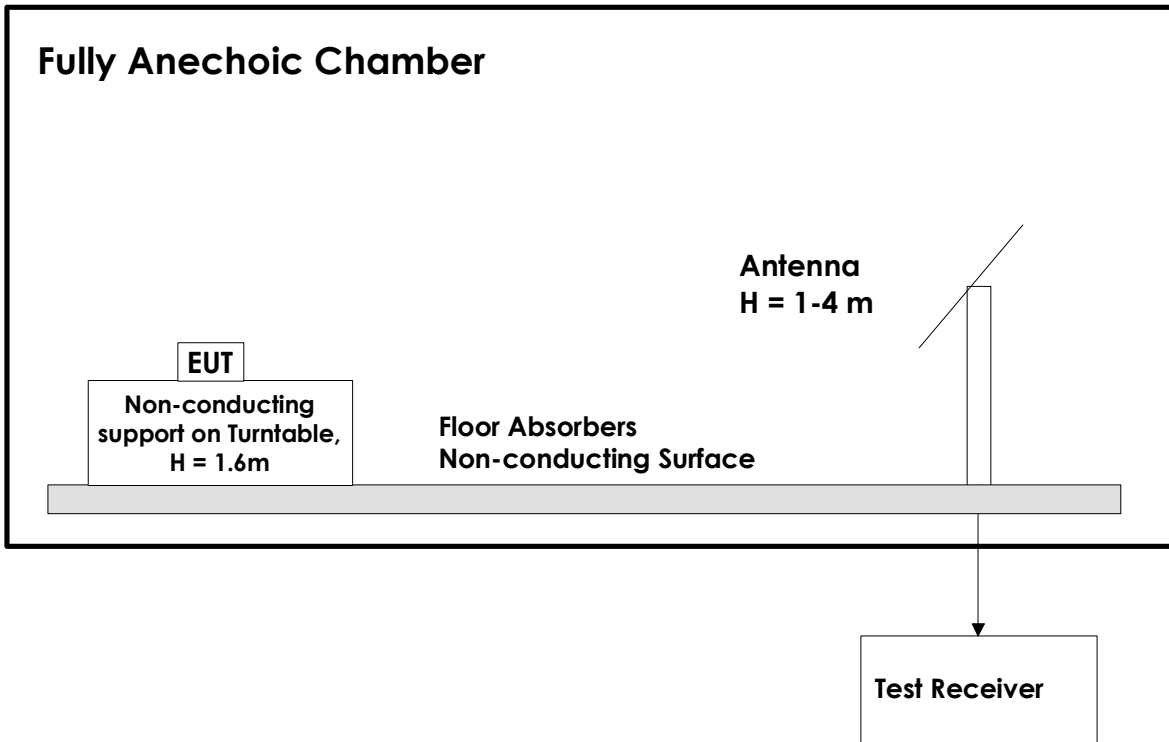 Fully Anechoic Chamber
Antenna
H = 1-4 m
EUT
Non-conducting
support on Turntable,
H = 1.6m
Floor Absorbers
Non-conducting Surface
Test Receiver